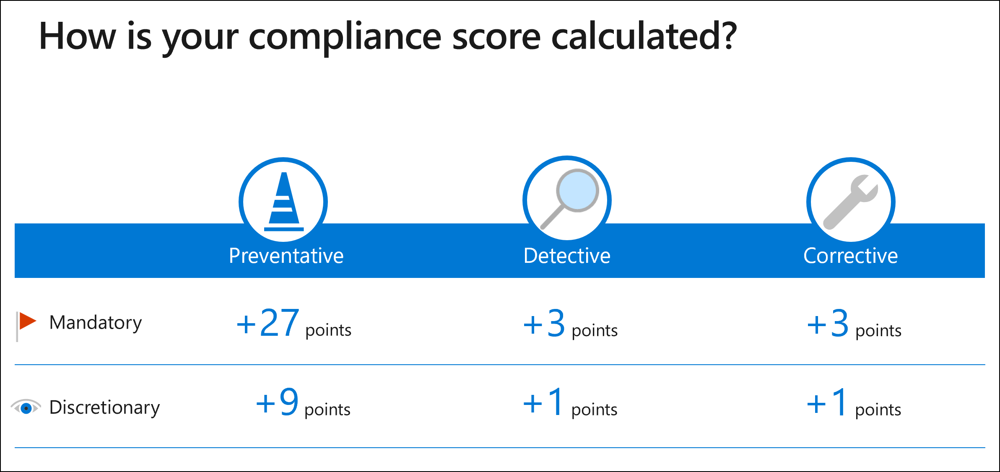 How is your compliance score calculated?
Preventative Detective Corrective
Mandatory +27 points +3 points +3 points
Discretionary +9 points +1 points +1 points